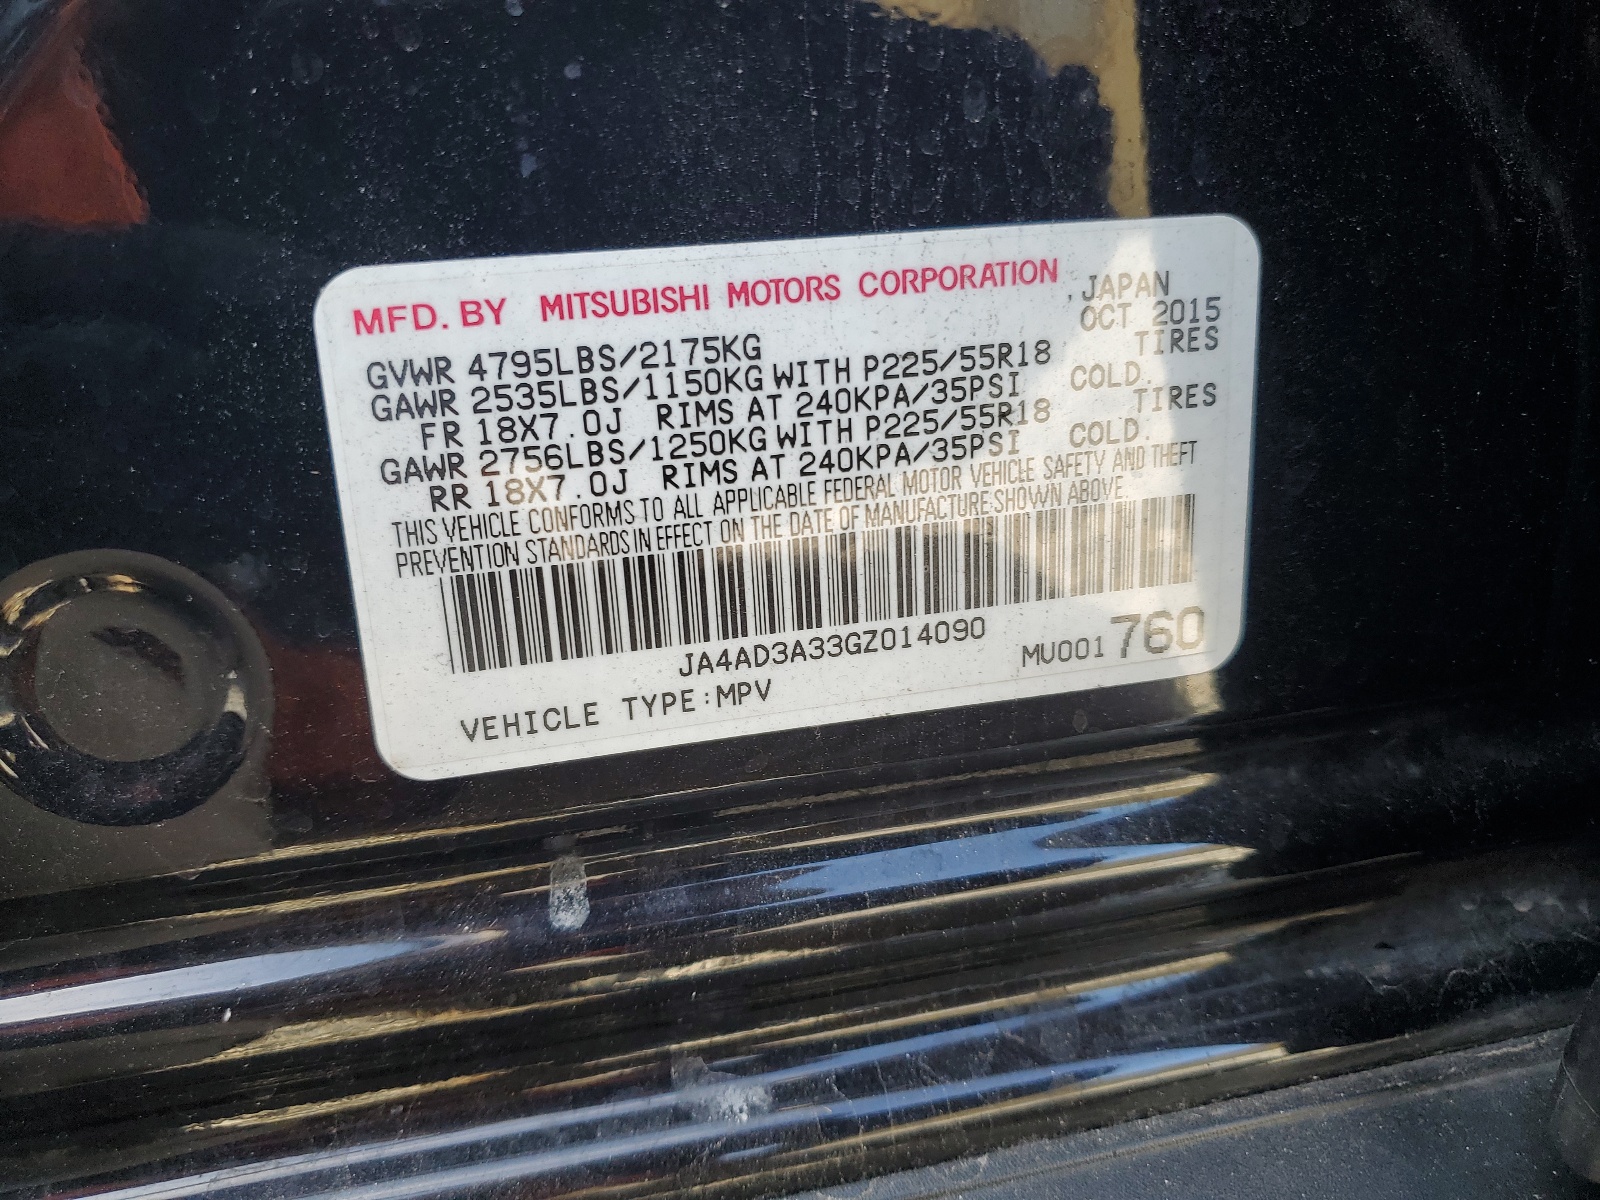 MFD. BY MITSUBISHI MOTORS CORPORATION , JAPAN
OCT 2015
GVWR 4795LBS/2175KG
GAWR 2535LBS/1150KG WITH P225/55R18 TIRES
FR 18X7.0J RIMS AT 240KPA/35PSI COLD.
GAWR 2756LBS/1250KG WITH P225/55R18 TIRES
RR 18X7.0J RIMS AT 240KPA/35PSI COLD.
THIS VEHICLE CONFORMS TO ALL APPLICABLE FEDERAL MOTOR VEHICLE SAFETY AND THEFT
PREVENTION STANDARDS IN EFFECT ON THE DATE OF MANUFACTURE SHOWN ABOVE.
JA4AD3A33GZ014090
MU001760
VEHICLE TYPE:MPV